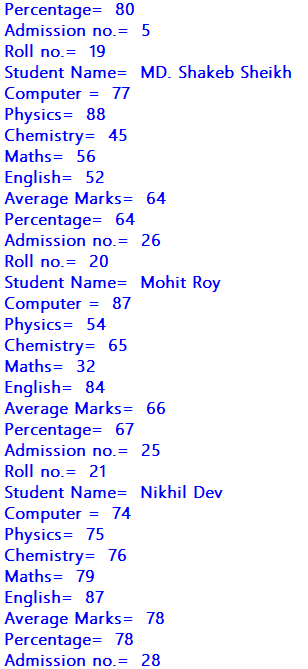 Percentage=  80
Admission no.=  5
Roll no.=  19
Student Name=  MD. Shakeb Sheikh
Computer =  77
Physics=  88
Chemistry=  45
Maths=  56
English=  52
Average Marks=  64
Percentage=  64
Admission no.=  26
Roll no.=  20
Student Name=  Mohit Roy
Computer =  87
Physics=  54
Chemistry=  65
Maths=  32
English=  84
Average Marks=  66
Percentage=  67
Admission no.=  25
Roll no.=  21
Student Name=  Nikhil Dev
Computer =  74
Physics=  75
Chemistry=  76
Maths=  79
English=  87
Average Marks=  78
Percentage=  78
Admission no.=  28